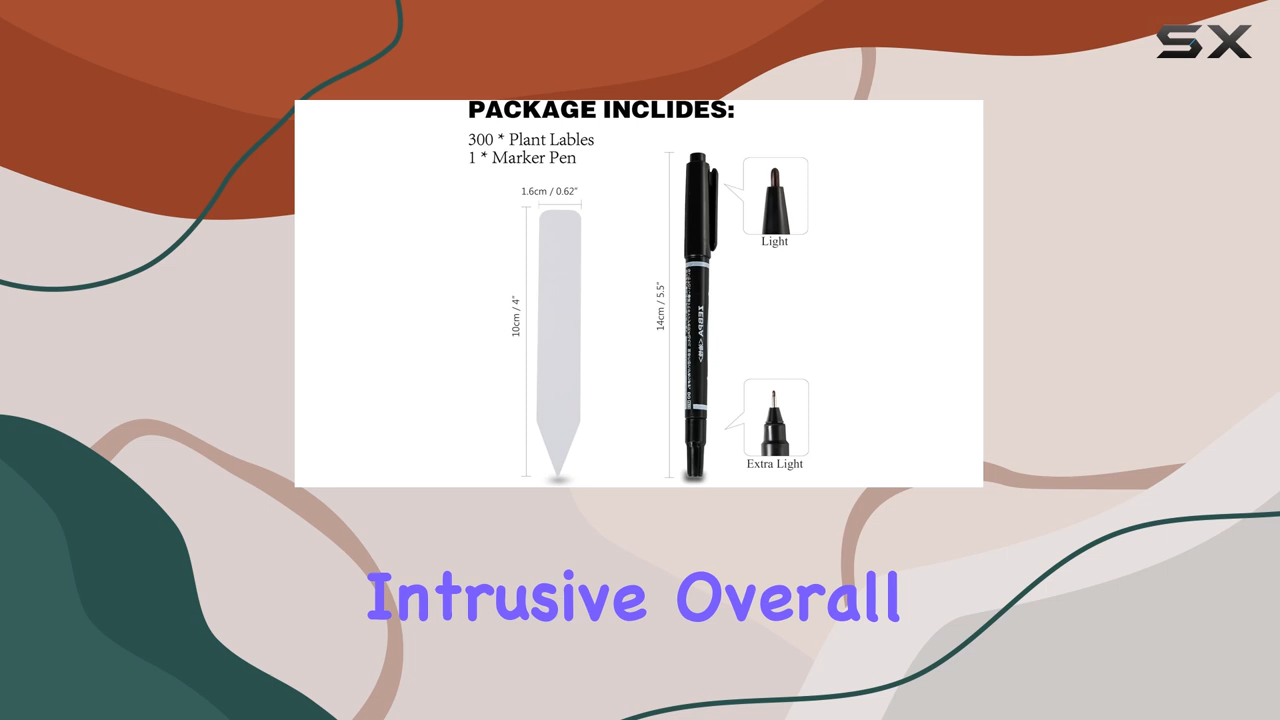 SX
PACKAGE INCLIDES:
300 * Plant Lables
1 * Marker Pen
1.6cm / 0.62"
10cm / 4"
14cm / 5.5"
Light
Extra Light
Intrusive Overall